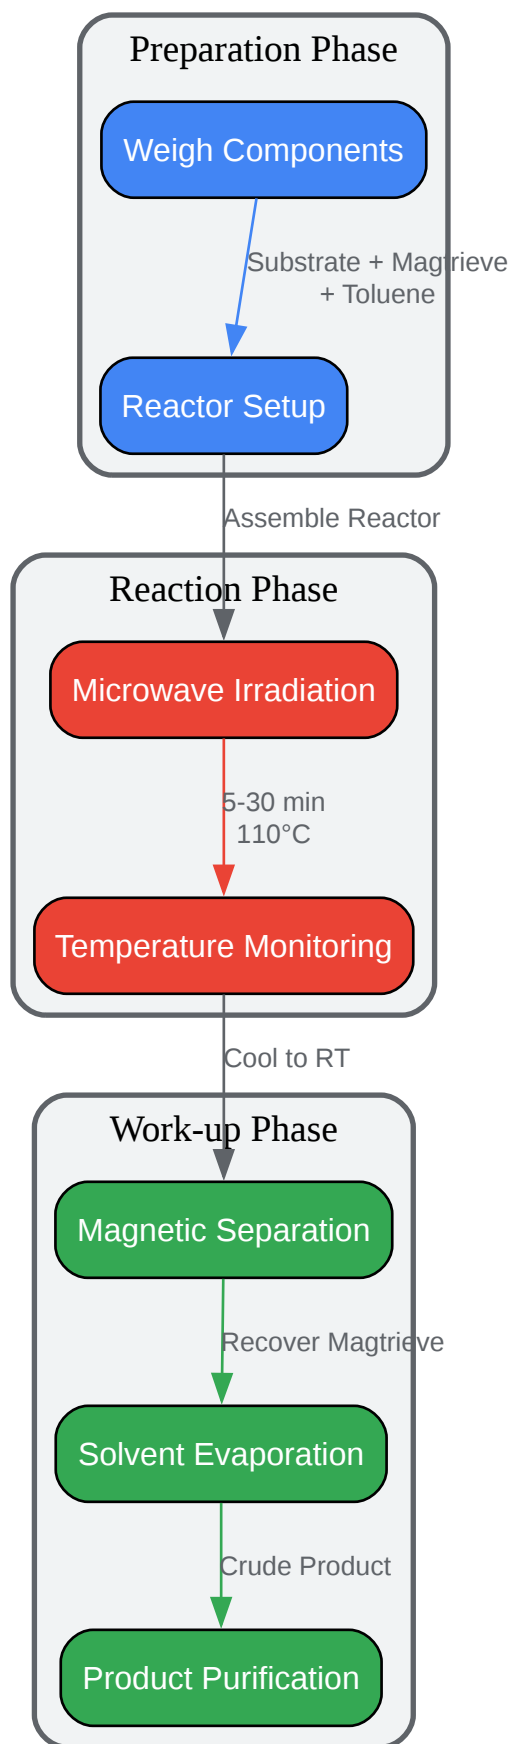 Preparation Phase
Weigh Components
Substrate + Magtrieve
+ Toluene
Reactor Setup
Assemble Reactor
Reaction Phase
Microwave Irradiation
5-30 min
110°C
Temperature Monitoring
Cool to RT
Work-up Phase
Magnetic Separation
Recover Magtrieve
Solvent Evaporation
Crude Product
Product Purification